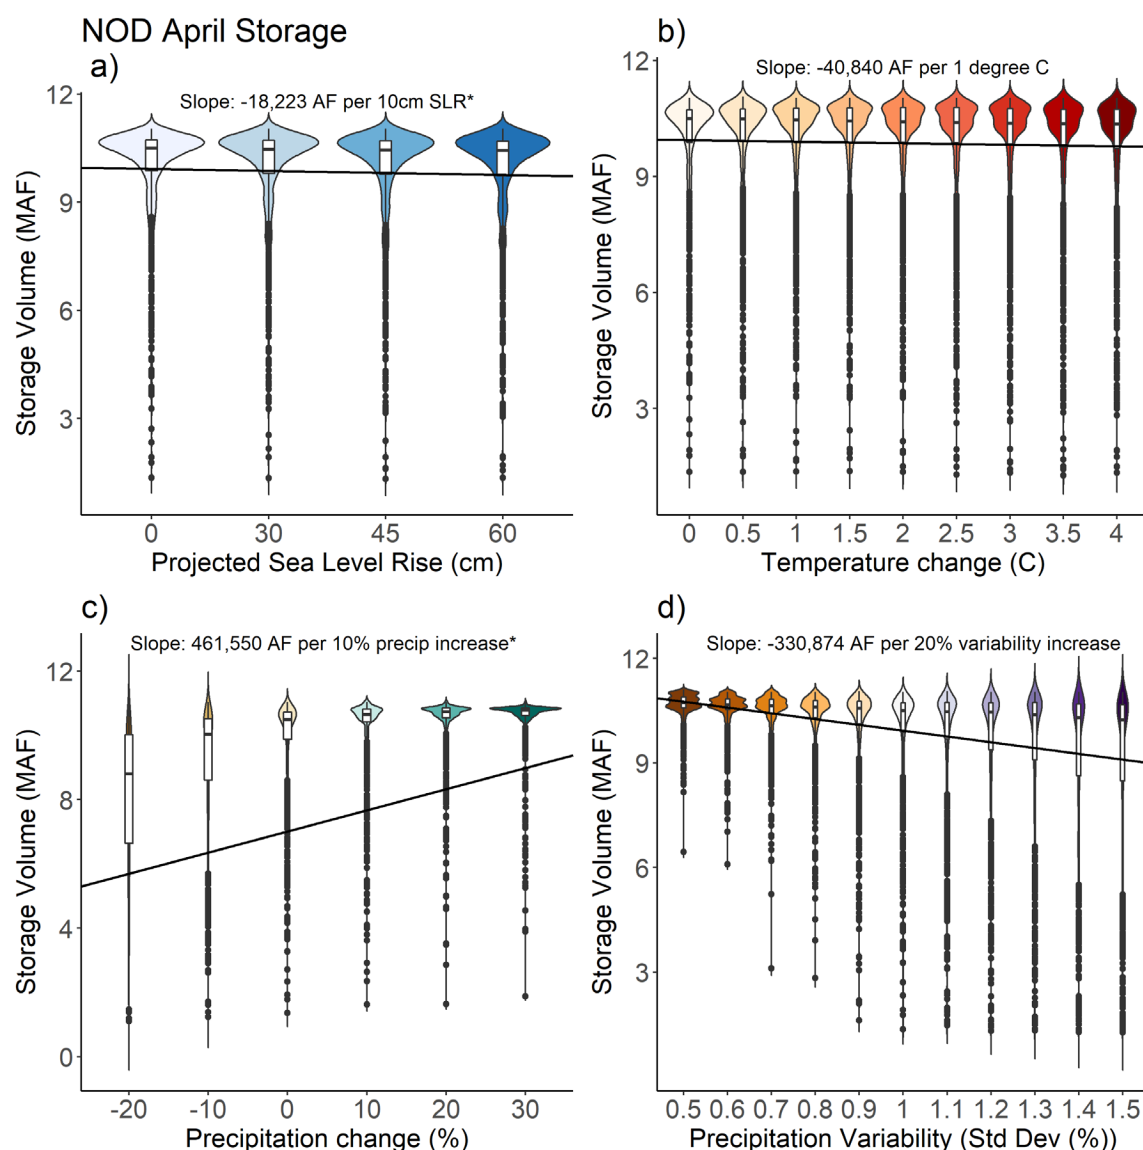 NOD April Storage
a)
Slope: -18,223 AF per 10cm SLR*
Storage Volume (MAF)
12
9
6
3
0 30 45 60
Projected Sea Level Rise (cm)
b)
Slope: -40,840 AF per 1 degree C
Storage Volume (MAF)
12
9
6
3
0 0.5 1 1.5 2 2.5 3 3.5 4
Temperature change (C)
c)
Slope: 461,550 AF per 10% precip increase*
Storage Volume (MAF)
12
8
4
0
-20 -10 0 10 20 30
Precipitation change (%)
d)
Slope: -330,874 AF per 20% variability increase
Storage Volume (MAF)
12
9
6
3
0.5 0.6 0.7 0.8 0.9 1 1.1 1.2 1.3 1.4 1.5
Precipitation Variability (Std Dev (%))